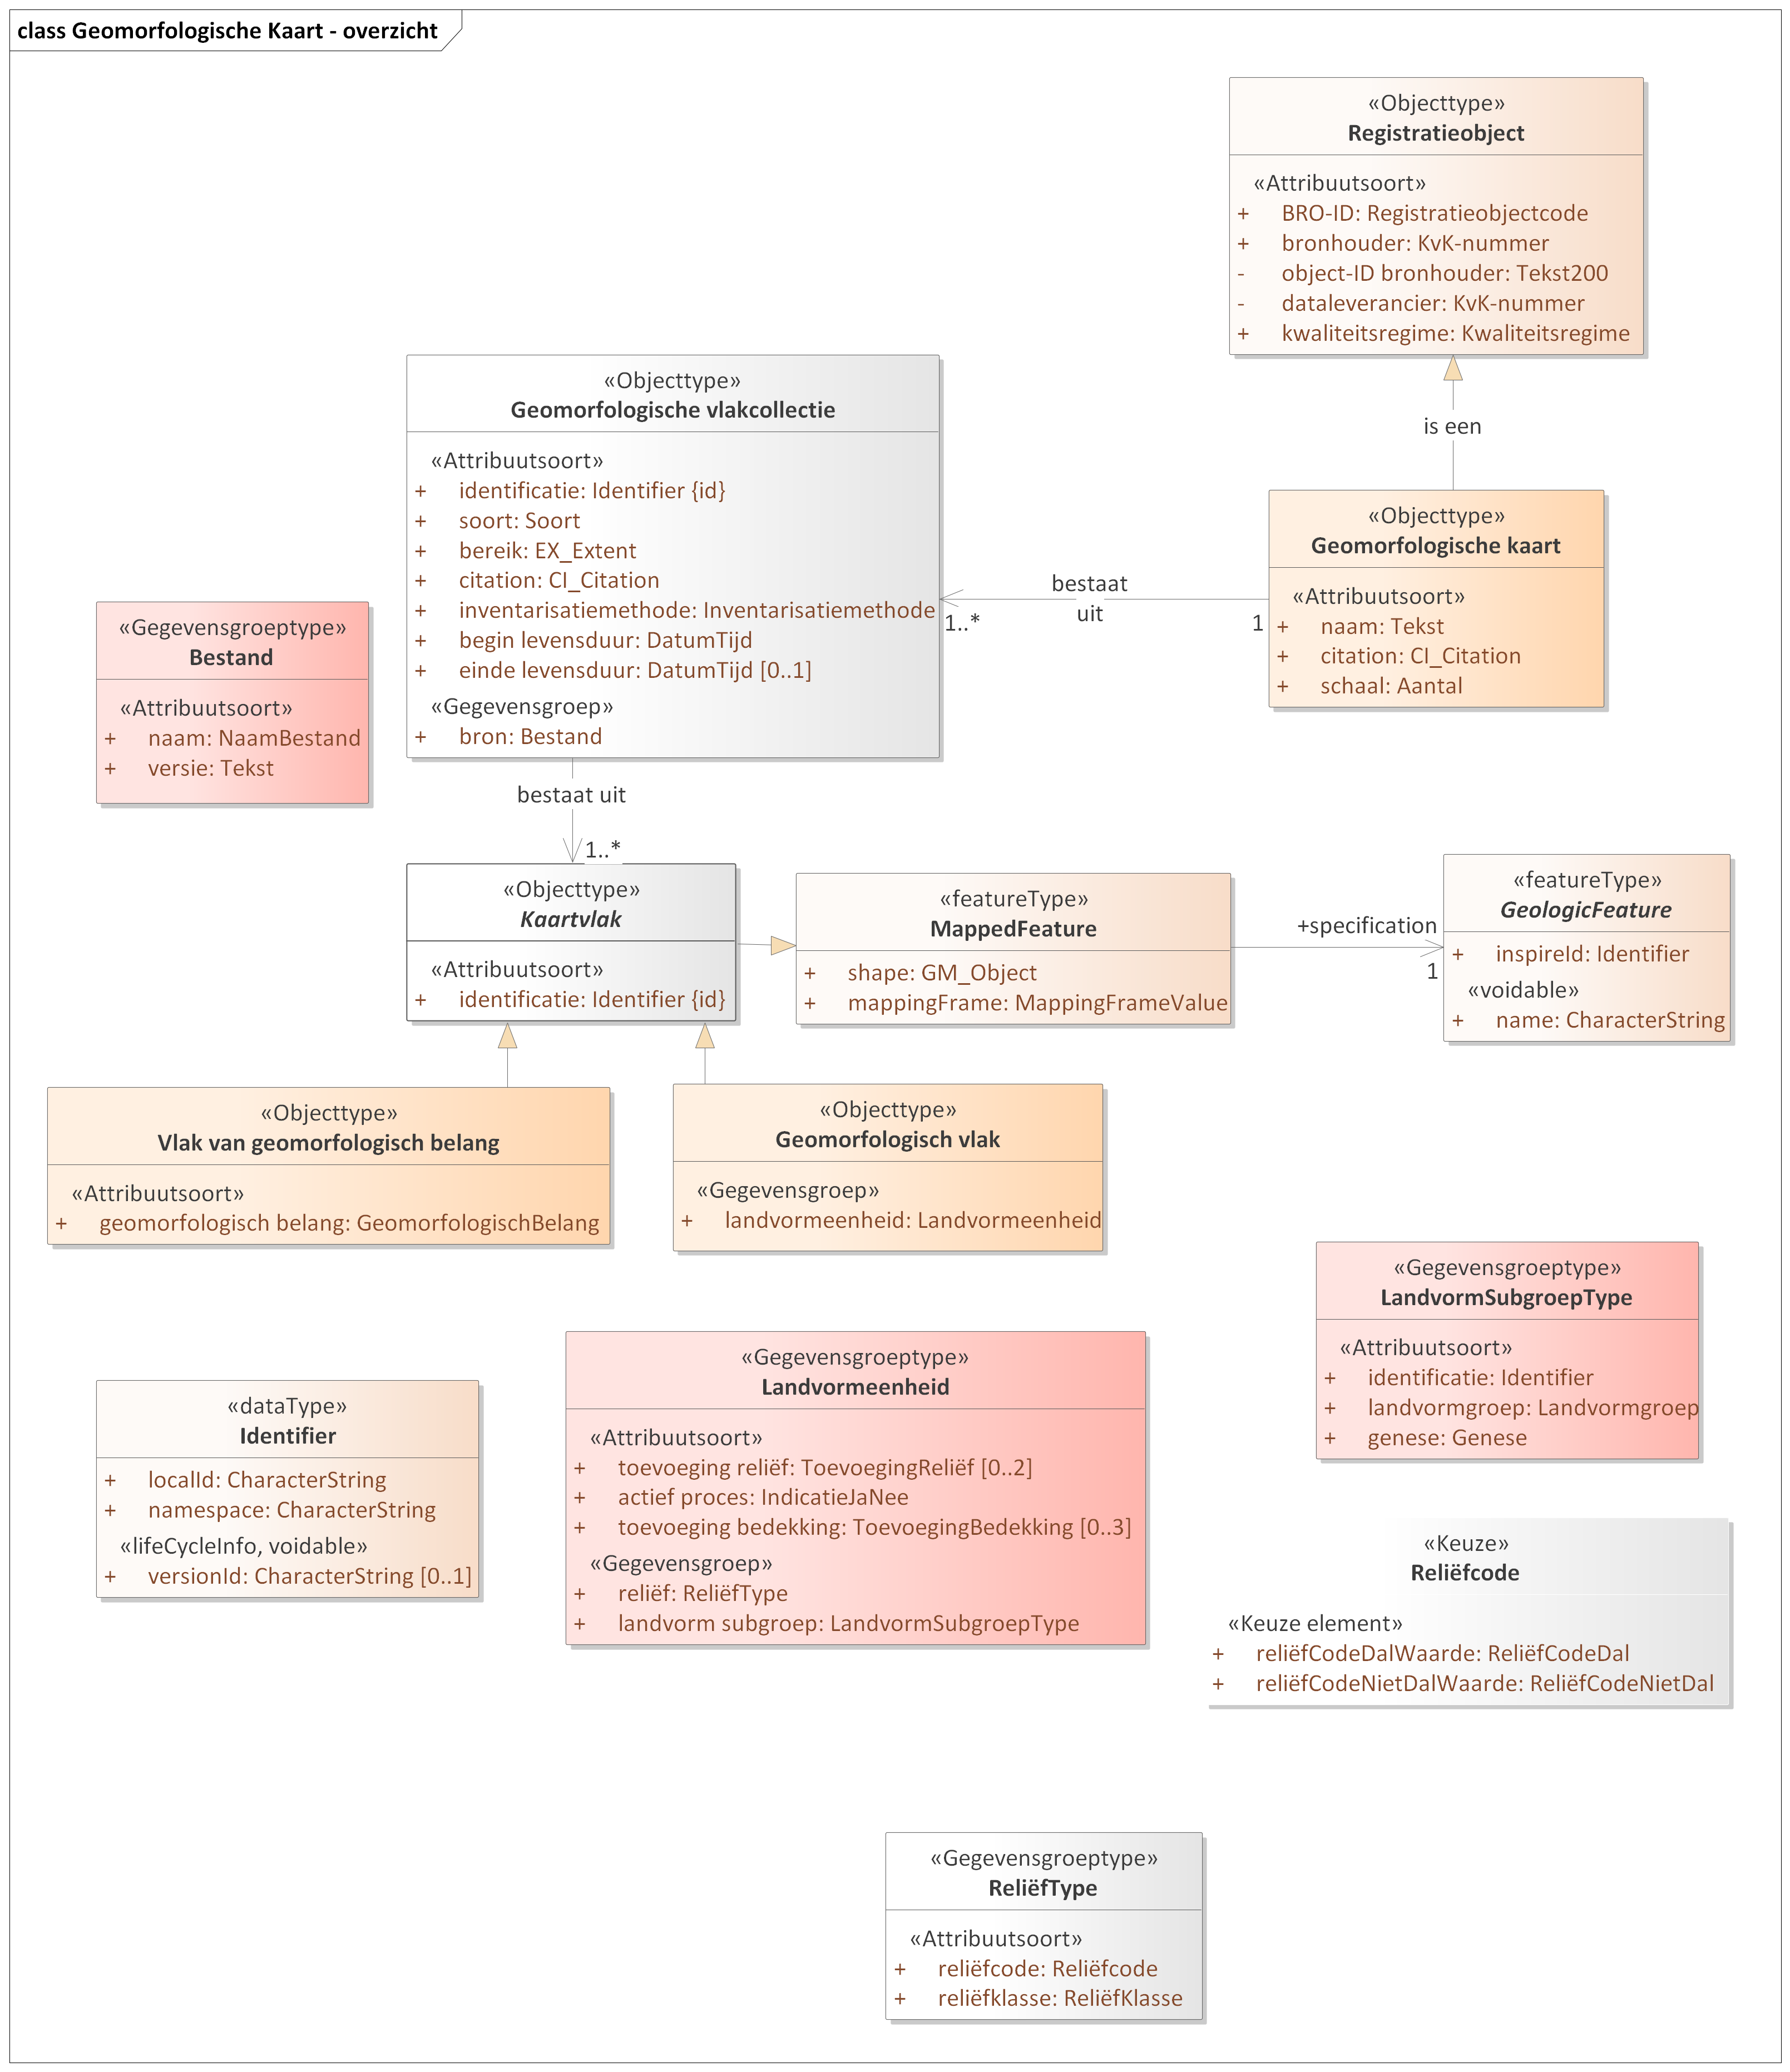 class Geomorfologische Kaart - overzicht
«Objecttype»
Registratieobject
«Attribuutsoort»
+ BRO-ID: Registratieobjectcode
+ bronhouder: KvK-nummer
- object-ID bronhouder: Tekst200
- dataleverancier: KvK-nummer
+ kwaliteitsregime: Kwaliteitsregime
is een
«Objecttype»
Geomorfologische vlakcollectie
«Attribuutsoort»
+ identificatie: Identifier {id}
+ soort: Soort
+ bereik: EX_Extent
+ citation: CI_Citation
+ inventarisatiemethode: Inventarisatiemethode
+ begin levensduur: DatumTijd
+ einde levensduur: DatumTijd [0..1]
«Gegevensgroep»
+ bron: Bestand
bestaat
uit
1..*
1
«Objecttype»
Geomorfologische kaart
«Attribuutsoort»
+ naam: Tekst
+ citation: CI_Citation
+ schaal: Aantal
«Gegevensgroeptype»
Bestand
«Attribuutsoort»
+ naam: NaamBestand
+ versie: Tekst
bestaat uit
1..*
«Objecttype»
Kaartvlak
«Attribuutsoort»
+ identificatie: Identifier {id}
«featureType»
MappedFeature
+ shape: GM_Object
+ mappingFrame: MappingFrameValue
+specification
1
«featureType»
GeologicFeature
+ inspireId: Identifier
«voidable»
+ name: CharacterString
«Objecttype»
Vlak van geomorfologisch belang
«Attribuutsoort»
+ geomorfologisch belang: GeomorfologischBelang
«Objecttype»
Geomorfologisch vlak
«Gegevensgroep»
+ landvormeenheid: Landvormeenheid
«Gegevensgroeptype»
LandvormSubgroepType
«Attribuutsoort»
+ identificatie: Identifier
+ landvormgroep: Landvormgroep
+ genese: Genese
«Gegevensgroeptype»
Landvormeenheid
«Attribuutsoort»
+ toevoeging reliëf: ToevoegingReliëf [0..2]
+ actief proces: IndicatieJaNee
+ toevoeging bedekking: ToevoegingBedekking [0..3]
«Gegevensgroep»
+ reliëf: ReliëfType
+ landvorm subgroep: LandvormSubgroepType
«dataType»
Identifier
+ localId: CharacterString
+ namespace: CharacterString
«lifeCycleInfo, voidable»
+ versionId: CharacterString [0..1]
«Keuze»
Reliëfcode
«Keuze element»
+ reliëfCodeDalWaarde: ReliëfCodeDal
+ reliëfCodeNietDalWaarde: ReliëfCodeNietDal
«Gegevensgroeptype»
ReliëfType
«Attribuutsoort»
+ reliëfcode: Reliëfcode
+ reliëfklasse: ReliëfKlasse